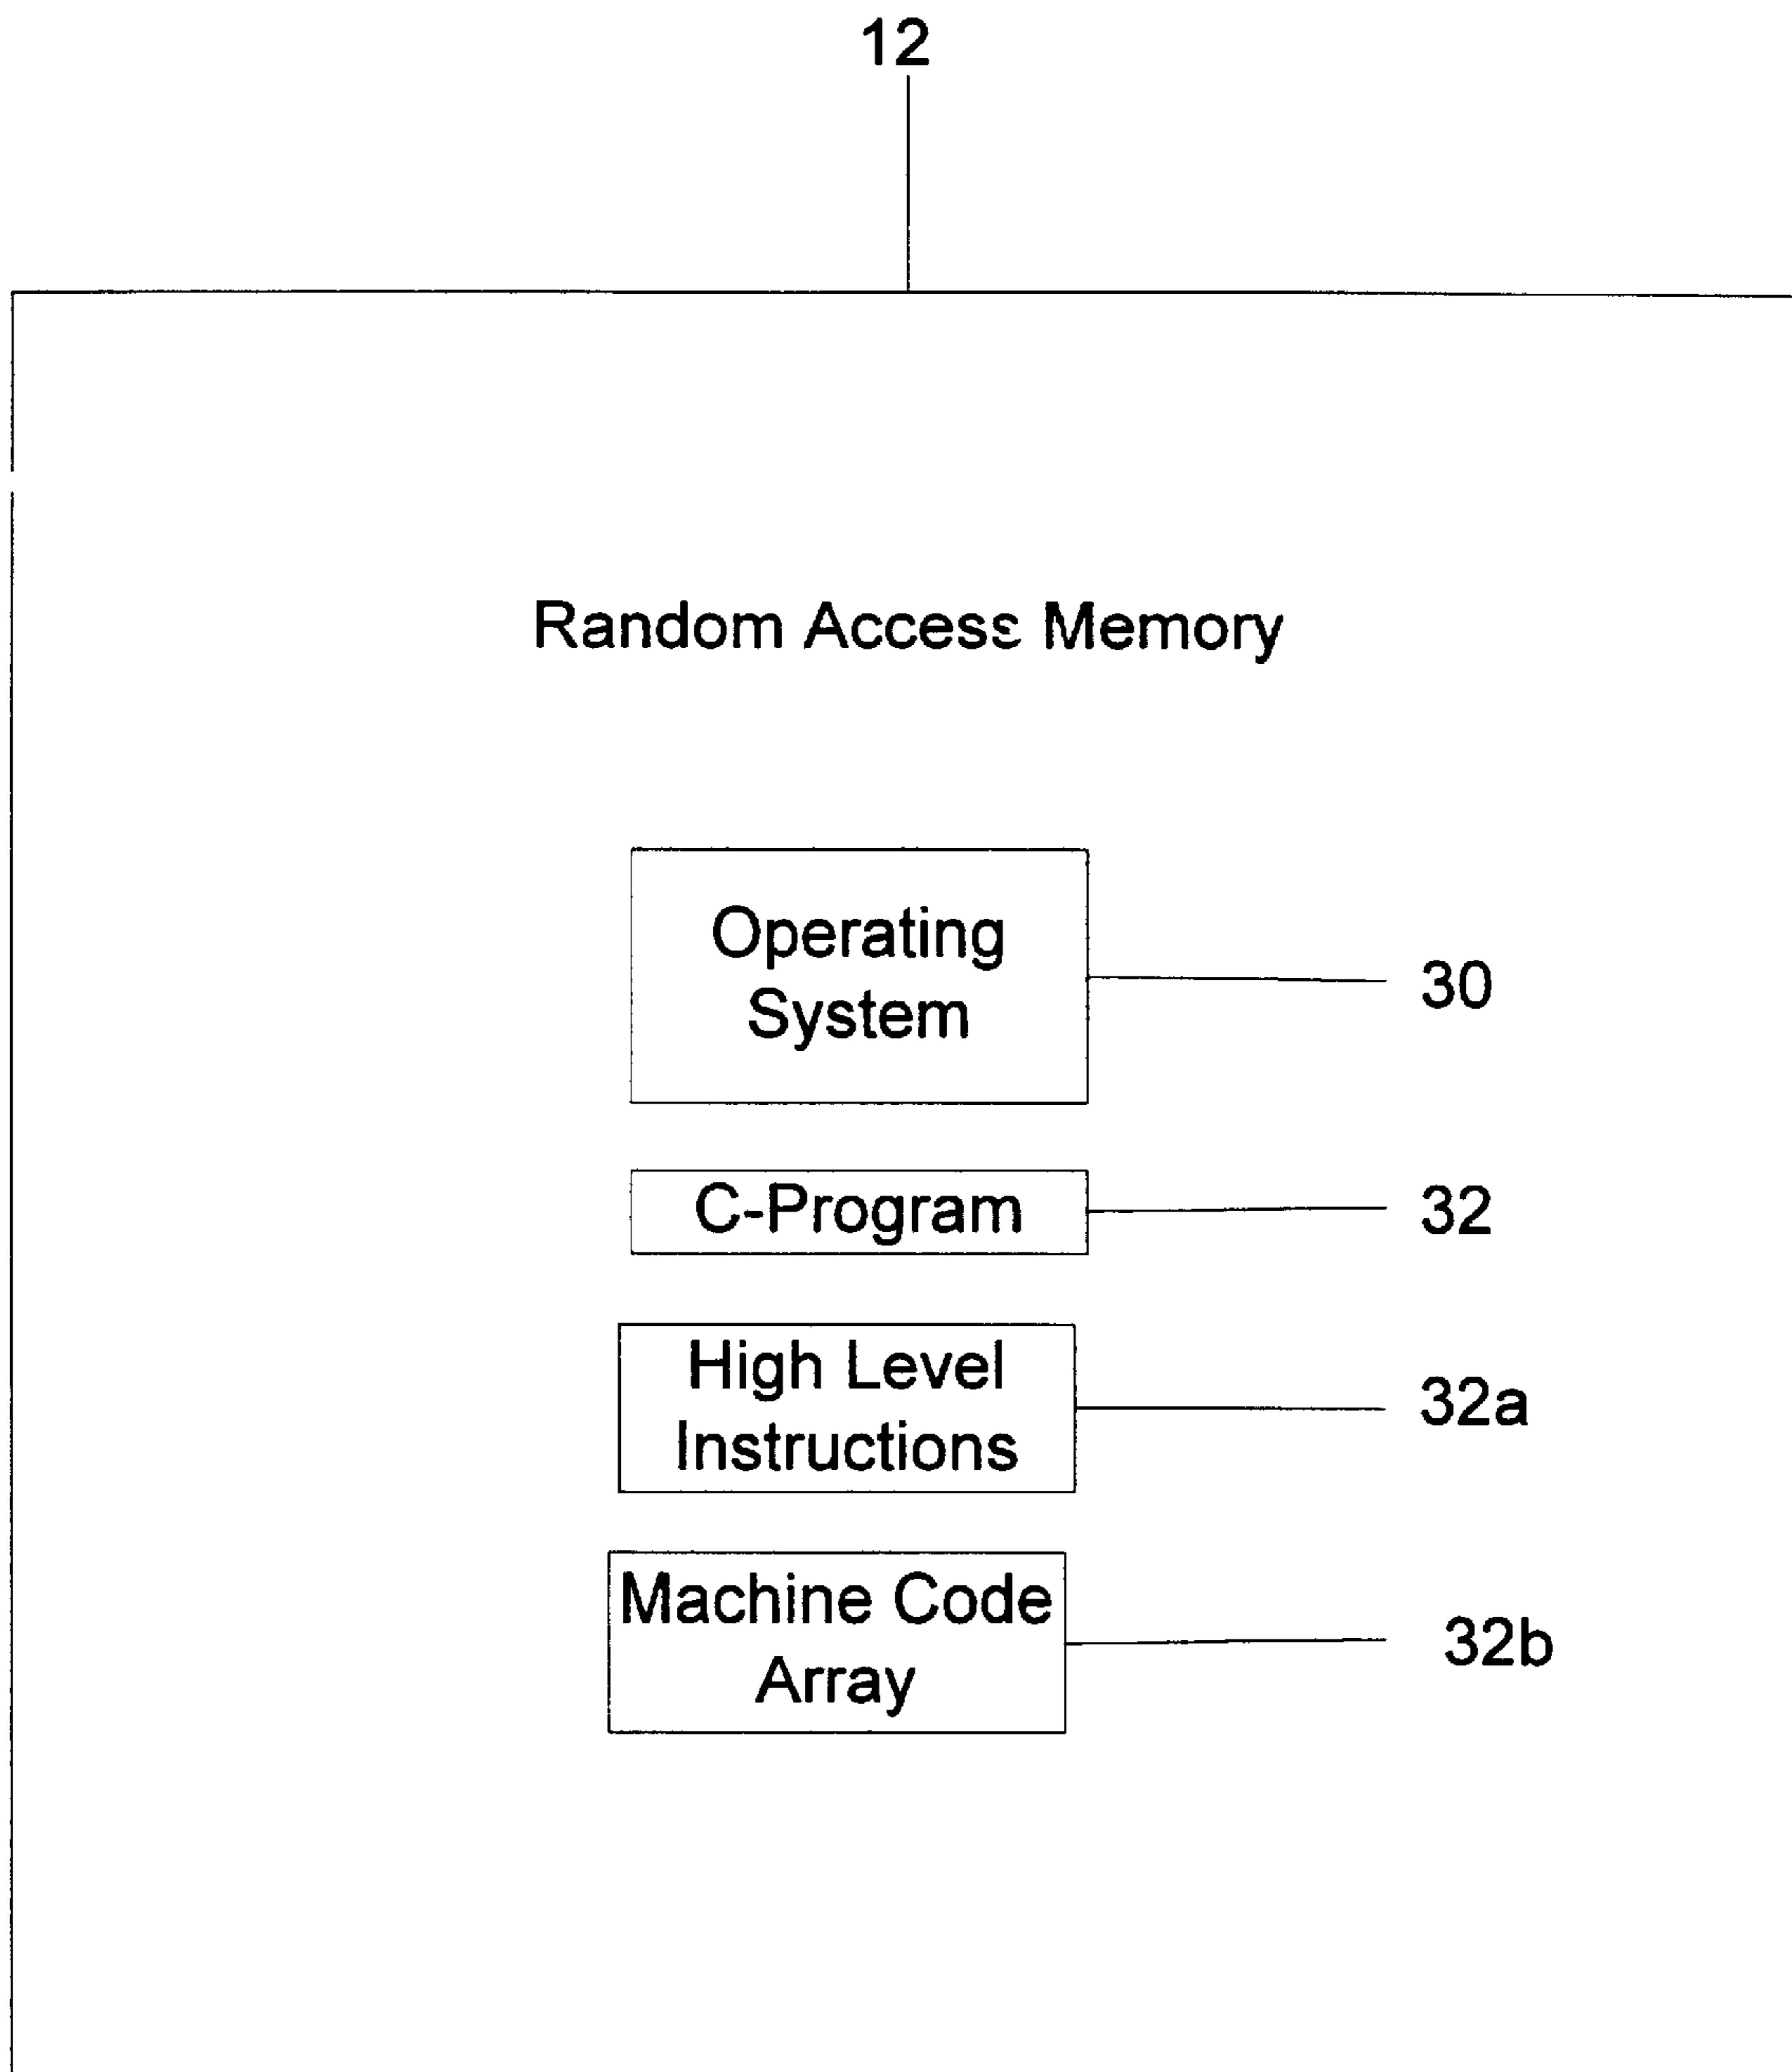 12
Random Access Memory
Operating
System
30
C-Program
32
High Level
Instructions
32a
Machine Code
Array
32b